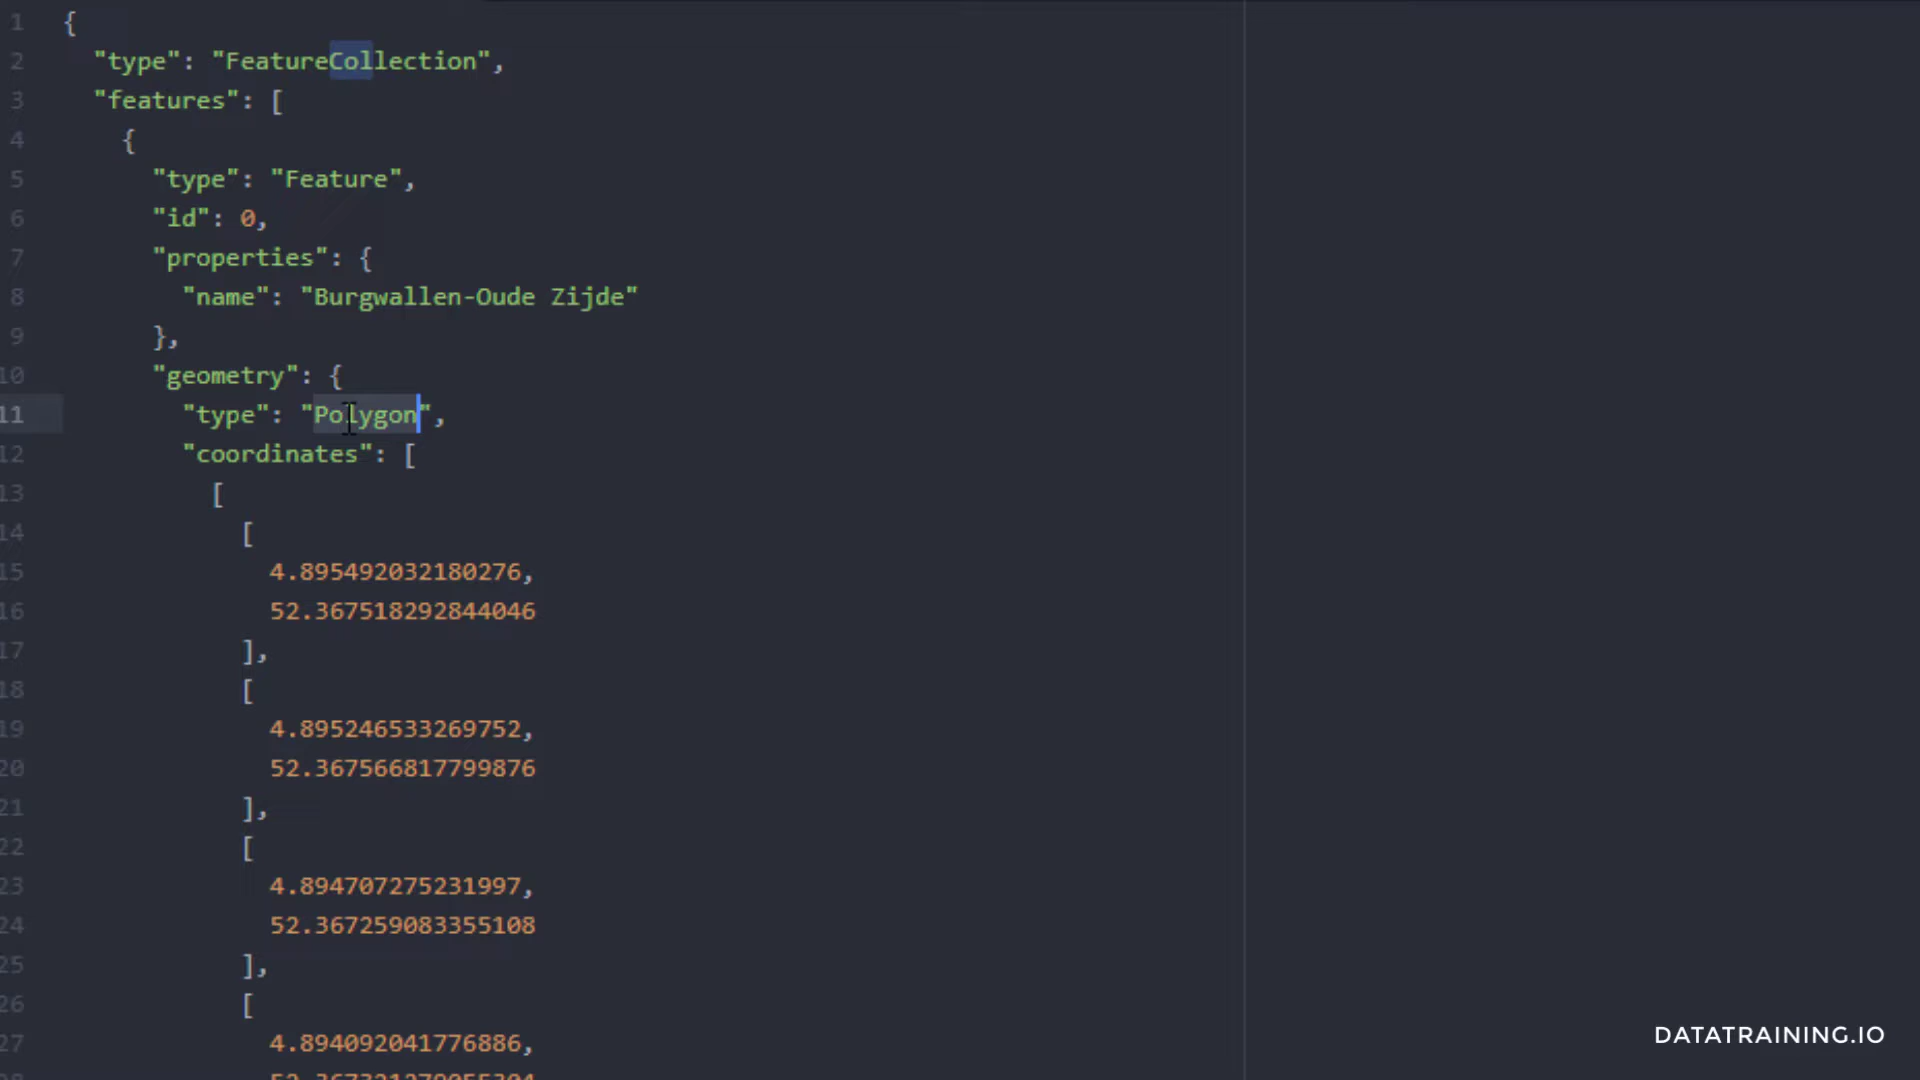 1 {
2 "type": "FeatureCollection",
3 "features": [
4 {
5 "type": "Feature",
6 "id": 0,
7 "properties": {
8 "name": "Burgwallen-Oude Zijde"
9 },
10 "geometry": {
11 "type": "Polygon",
12 "coordinates": [
13 [
14 [
15 4.895492032180276,
16 52.367518292844046
17 ],
18 [
19 4.895246533269752,
20 52.367566817799876
21 ],
22 [
23 4.894707275231997,
24 52.367259083355108
25 ],
26 [
27 4.894092041776886,
DATATRAINING.IO